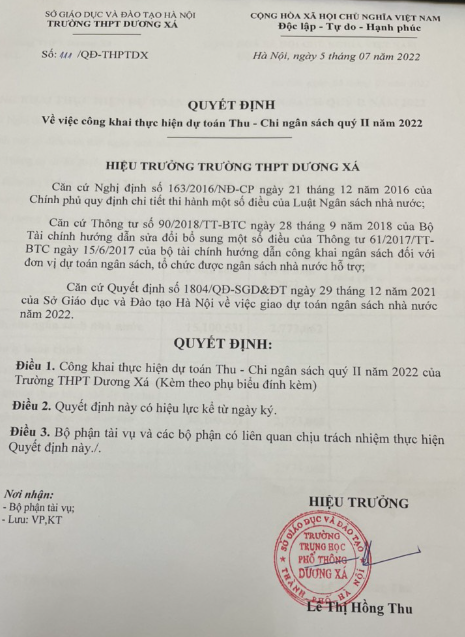 SỞ GIÁO DỤC VÀ ĐÀO TẠO HÀ NỘI
TRƯỜNG THPT DƯƠNG XÁ
CỘNG HÒA XÃ HỘI CHỦ NGHĨA VIỆT NAM
Độc lập - Tự do - Hạnh phúc
Số: /QĐ-THPTDX
Hà Nội, ngày 5 tháng 07 năm 2022
QUYẾT ĐỊNH
Về việc công khai thực hiện dự toán Thu - Chi ngân sách quý II năm 2022
HIỆU TRƯỞNG TRƯỜNG THPT DƯƠNG XÁ
Căn cứ Nghị định số 163/2016/NĐ-CP ngày 21 tháng 12 năm 2016 của
Chính phủ quy định chi tiết thi hành một số điều của Luật Ngân sách nhà nước;
Căn cứ Thông tư số 90/2018/TT-BTC ngày 28 tháng 9 năm 2018 của Bộ
Tài chính hướng dẫn sửa đổi bổ sung một số điều của Thông tư 61/2017/TT-
BTC ngày 15/6/2017 của bộ tài chính hướng dẫn công khai ngân sách đối với
đơn vị dự toán ngân sách, tổ chức được ngân sách nhà nước hỗ trợ;
Căn cứ Quyết định số 1804/QĐ-SGD&ĐT ngày 29 tháng 12 năm 2021
của Sở Giáo dục và Đào tạo Hà Nội về việc giao dự toán ngân sách nhà nước
năm 2022.
QUYẾT ĐỊNH:
Điều 1. Công khai thực hiện dự toán Thu - Chi ngân sách quý II năm 2022 của
Trường THPT Dương Xá (Kèm theo phụ biểu đính kèm)
Điều 2. Quyết định này có hiệu lực kể từ ngày ký.
Điều 3. Bộ phận tài vụ và các bộ phận có liên quan chịu trách nhiệm thực hiện
Quyết định này./.
Nơi nhận:
- Bộ phận tài vụ;
- Lưu: VP,KT
HIỆU TRƯỞNG
SỞ GIÁO DỤC VÀ ĐÀO TẠO
TRƯỜNG
TRUNG HỌC
PHỔ THÔNG
DƯƠNG XÁ
THÀNH PHỐ HÀ NỘI
Lê Thị Hồng Thu